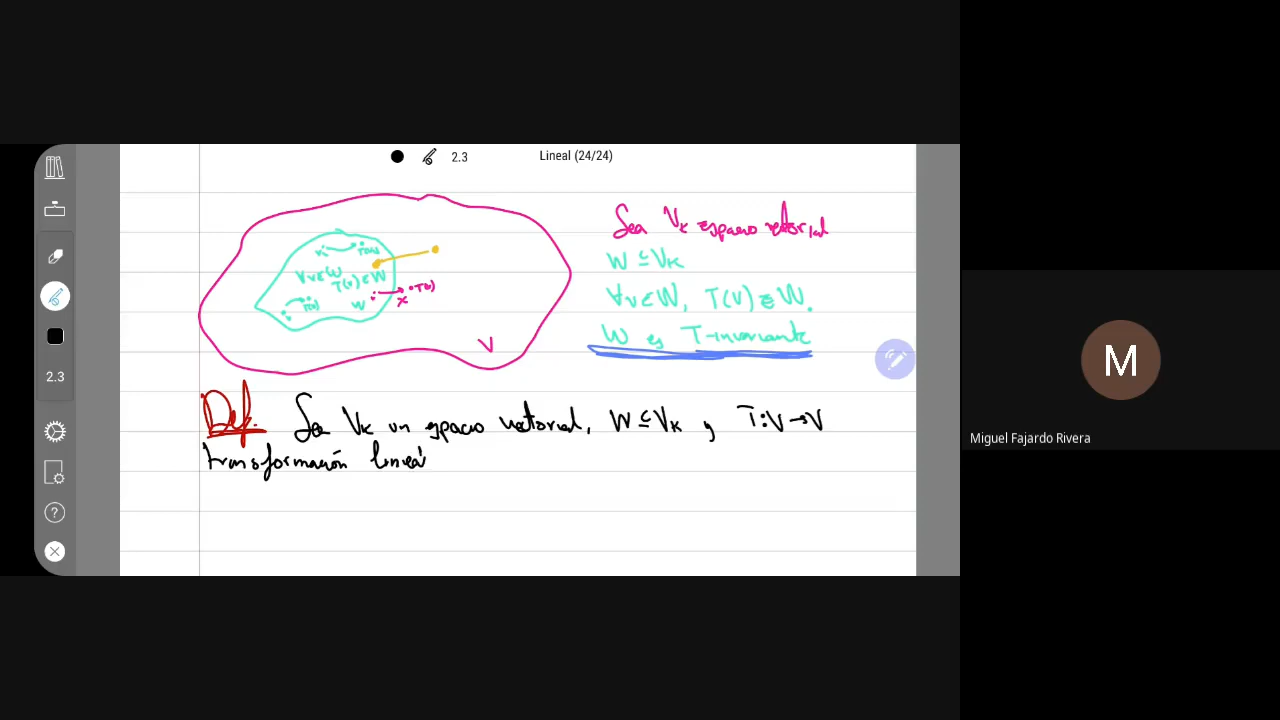 2.3 Lineal (24/24)
Sea V_K espacio vectorial
W ⊆ V_K
∀v∈W, T(v)∈W.
W es T-invariante
∀v∈W
T(v)∈W
W
x
V
2.3
Def. Sea V_K un espacio vectorial, W ⊆ V_K y T: V → V
transformación lineal
?
M
Miguel Fajardo Rivera